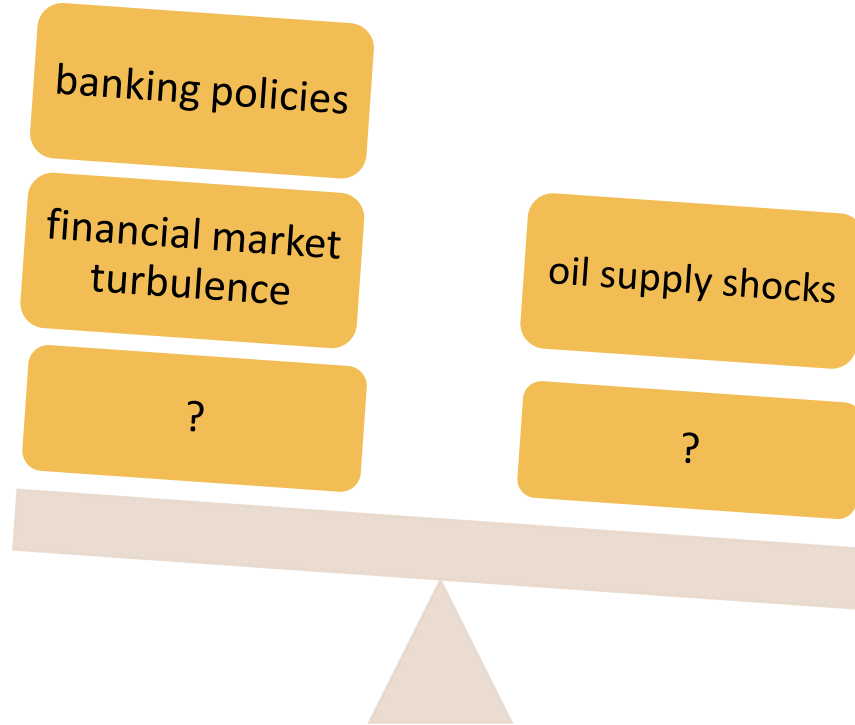 banking policies
financial market
turbulence
?
oil supply shocks
?